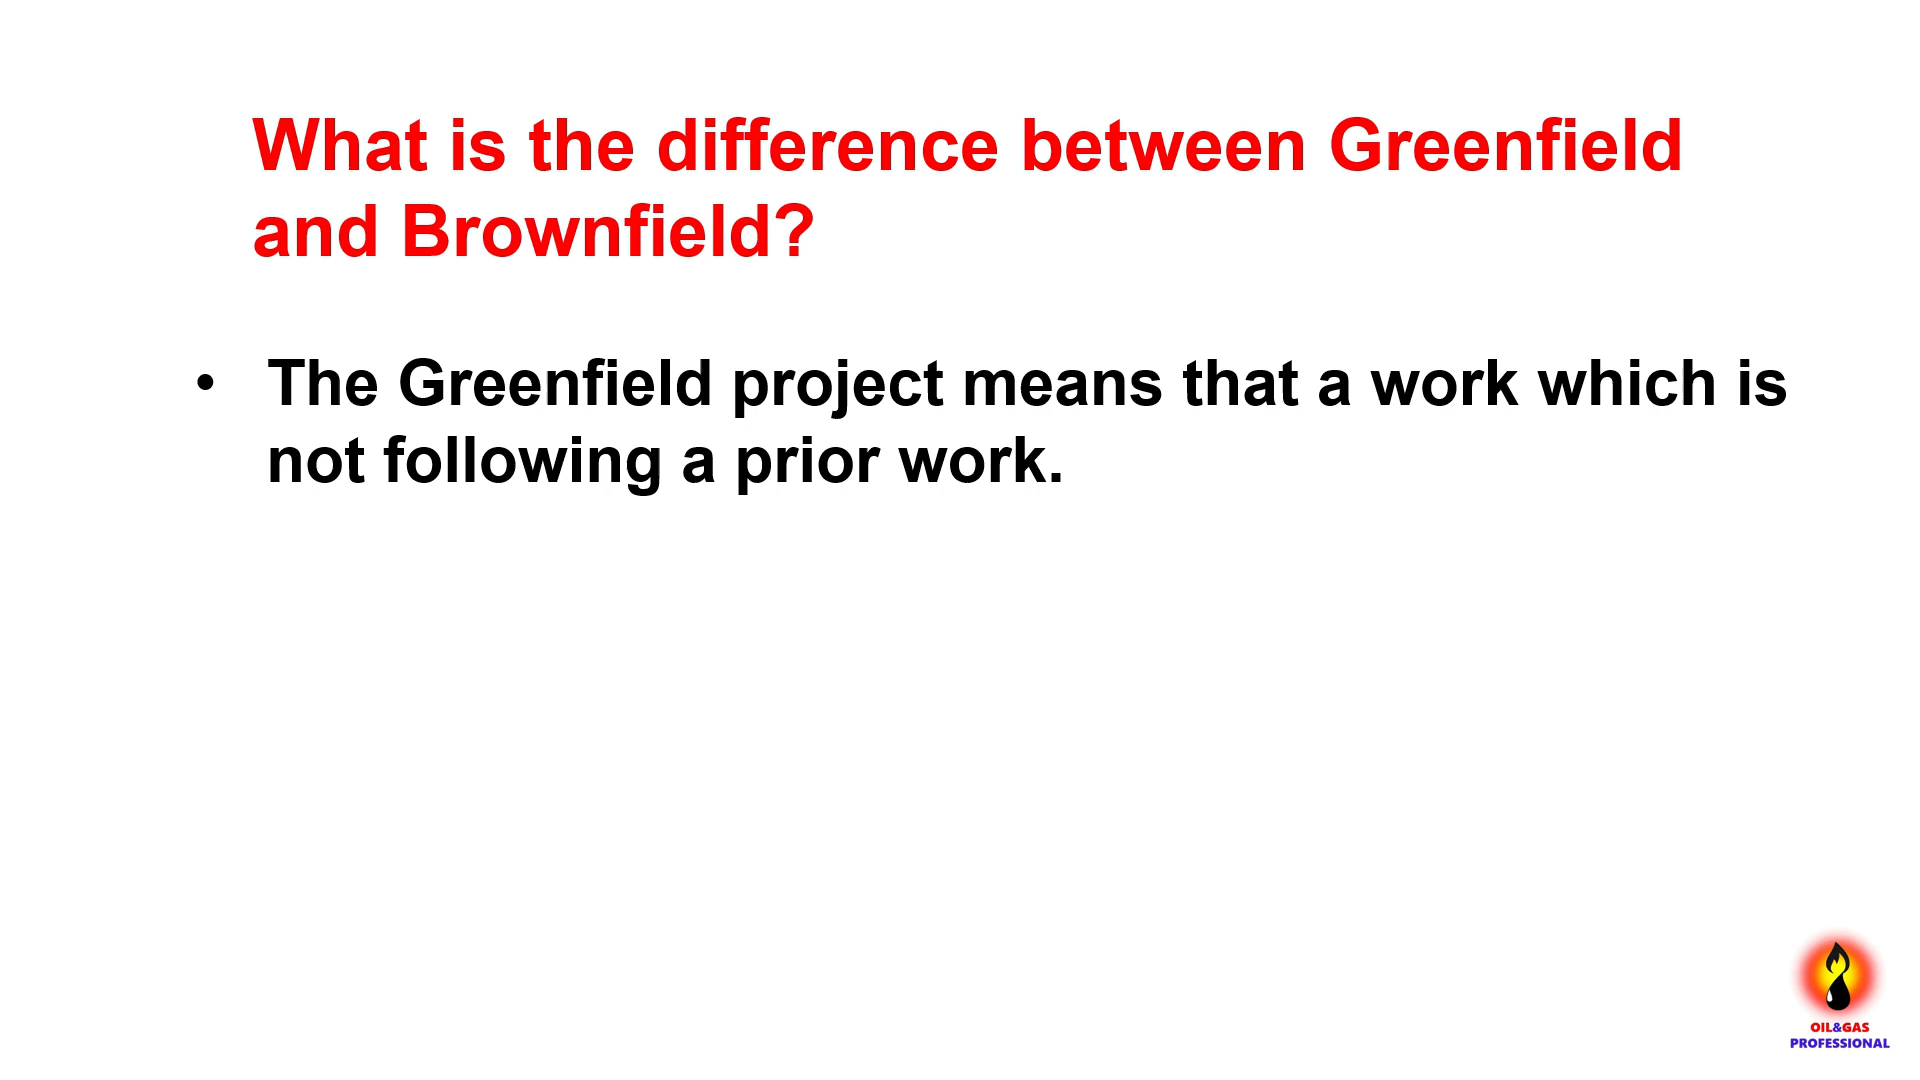 What is the difference between Greenfield
and Brownfield?
• The Greenfield project means that a work which is
not following a prior work.
OIL&GAS
PROFESSIONAL